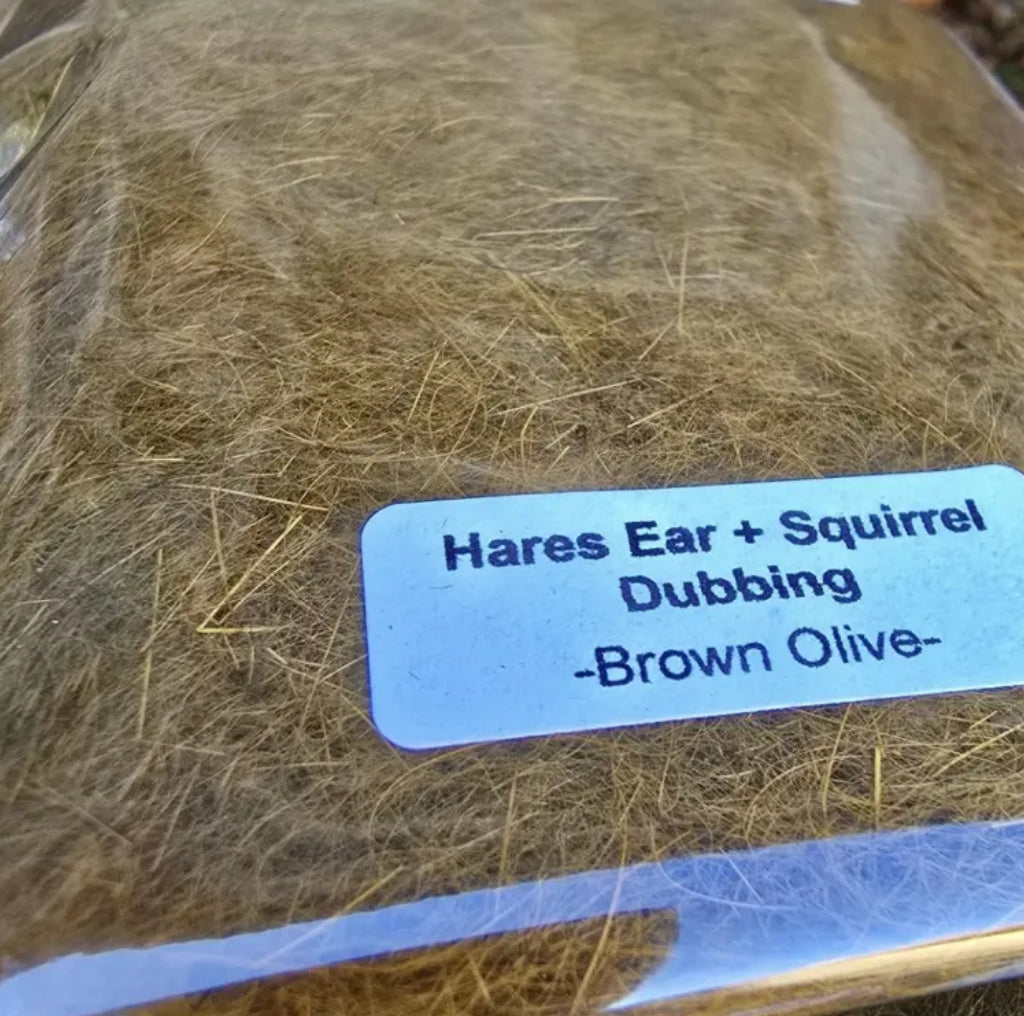 Hares Ear + Squirrel
Dubbing
-Brown Olive-